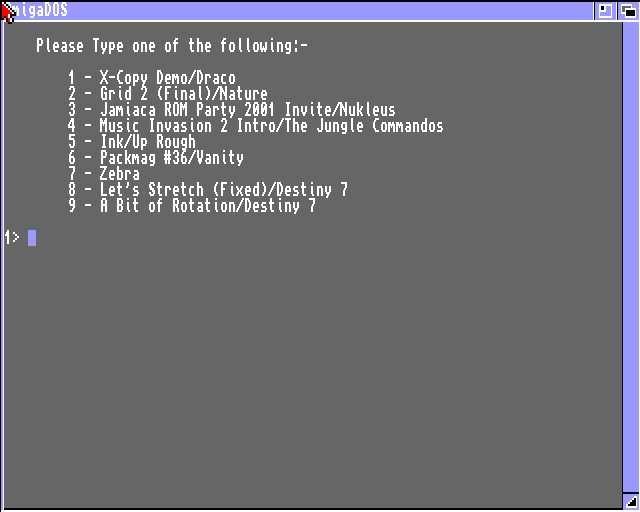 migaDOS
Please Type one of the following:-
1 - X-Copy Demo/Draco
2 - Grid 2 (Final)/Nature
3 - Jamiaca ROM Party 2001 Invite/Nukleus
4 - Music Invasion 2 Intro/The Jungle Commandos
5 - Ink/Up Rough
6 - Packmag #36/Vanity
7 - Zebra
8 - Let's Stretch (Fixed)/Destiny 7
9 - A Bit of Rotation/Destiny 7
1>